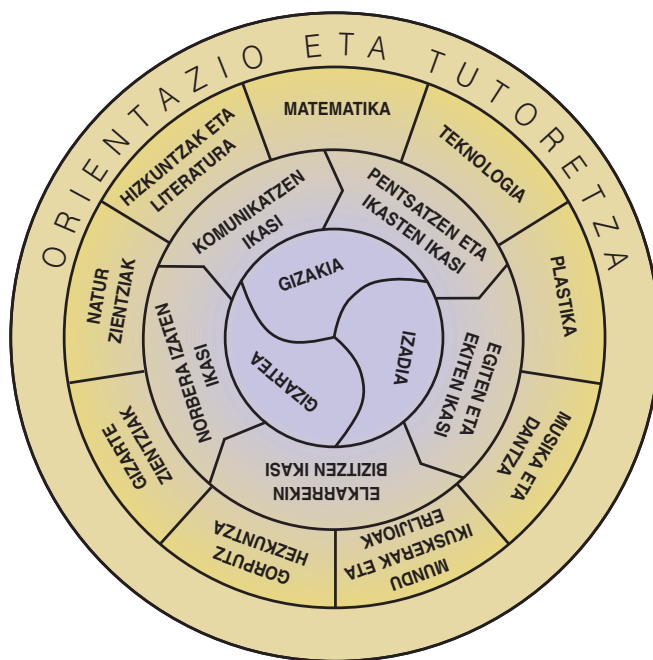 ORIENTAZIO ETA TUTORETZA
MATEMATIKA
TEKNOLOGIA
PLASTIKA
MUSIKA ETA
DANTZA
MUNDU
IKUSKERAK ETA
ERLIJIOAK
GORPUTZ
HEZKUNTZA
GIZARTE
ZIENTZIAK
NATUR
ZIENTZIAK
HIZKUNTZAK ETA
LITERATURA
KOMUNIKATZEN
IKASI
PENTSATZEN ETA
IKASTEN IKASI
EGITEN ETA
EKITEN IKASI
ELKARREKIN
BIZITZEN IKASI
NORBERA IZATEN
IKASI
GIZAKIA
IZADIA
GIZARTEA